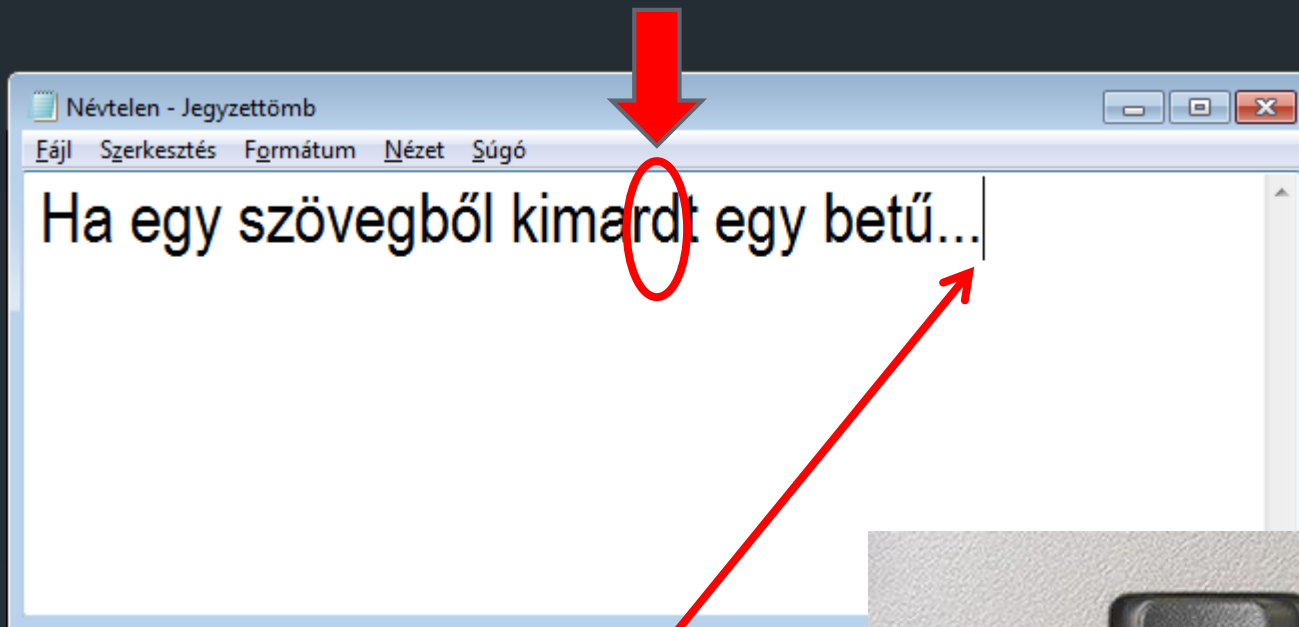 Névtelen - Jegyzettömb
Fájl Szerkesztés Formátum Nézet Súgó
Ha egy szövegből kimardt egy betű...